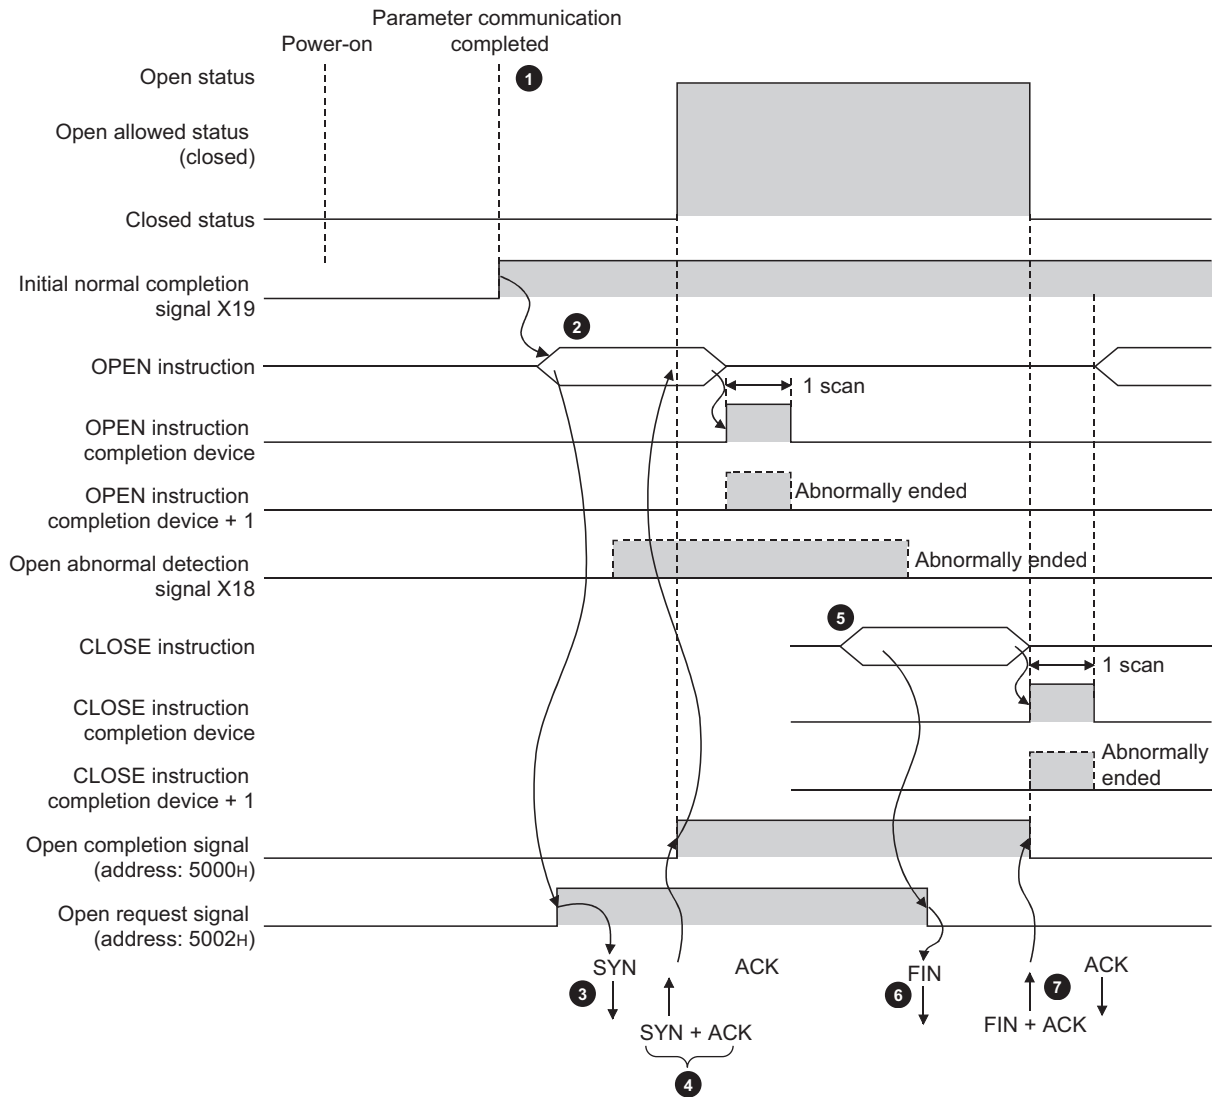 Parameter communication
Power-on completed
1
Open status
Open allowed status
(closed)
Closed status
Initial normal completion
signal X19
2
OPEN instruction
1 scan
OPEN instruction
completion device
OPEN instruction
completion device + 1
Abnormally ended
Open abnormal detection
signal X18
Abnormally ended
5
CLOSE instruction
1 scan
CLOSE instruction
completion device
CLOSE instruction
completion device + 1
Abnormally
ended
Open completion signal
(address: 5000H)
Open request signal
(address: 5002H)
SYN ACK FIN ACK
3 6 7
SYN + ACK FIN + ACK
4